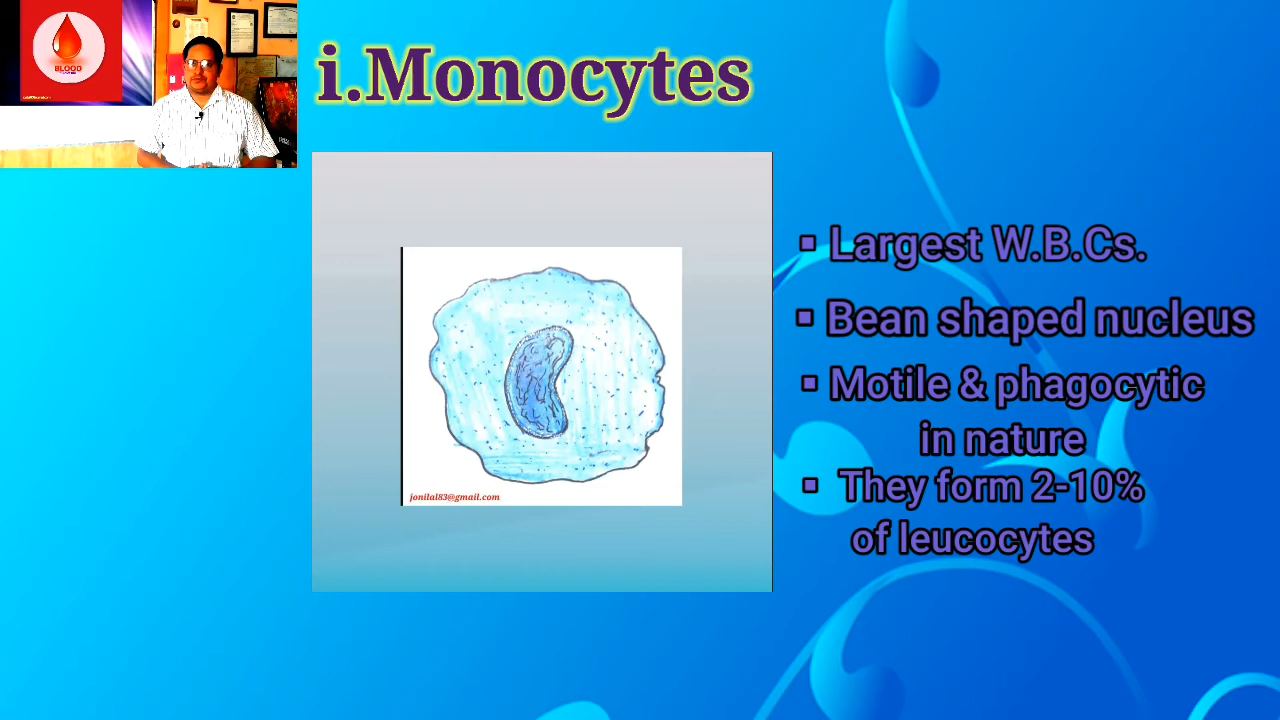 BLOOD
i.Monocytes
▪ Largest W.B.Cs.
▪ Bean shaped nucleus
▪ Motile & phagocytic
in nature
▪ They form 2-10%
of leucocytes
jonilal83@gmail.com